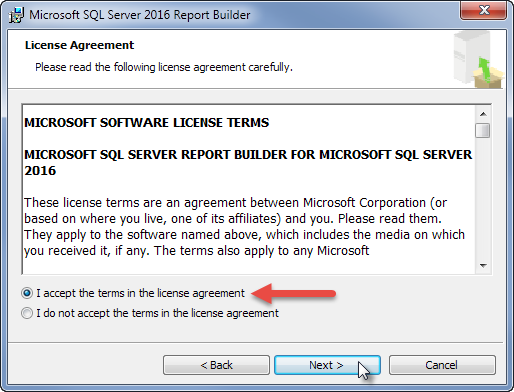 Microsoft SQL Server 2016 Report Builder
License Agreement
Please read the following license agreement carefully.
MICROSOFT SOFTWARE LICENSE TERMS
MICROSOFT SQL SERVER REPORT BUILDER FOR MICROSOFT SQL SERVER
2016
These license terms are an agreement between Microsoft Corporation (or
based on where you live, one of its affiliates) and you. Please read them.
They apply to the software named above, which includes the media on which
you received it, if any. The terms also apply to any Microsoft
I accept the terms in the license agreement
I do not accept the terms in the license agreement
< Back
Next >
Cancel